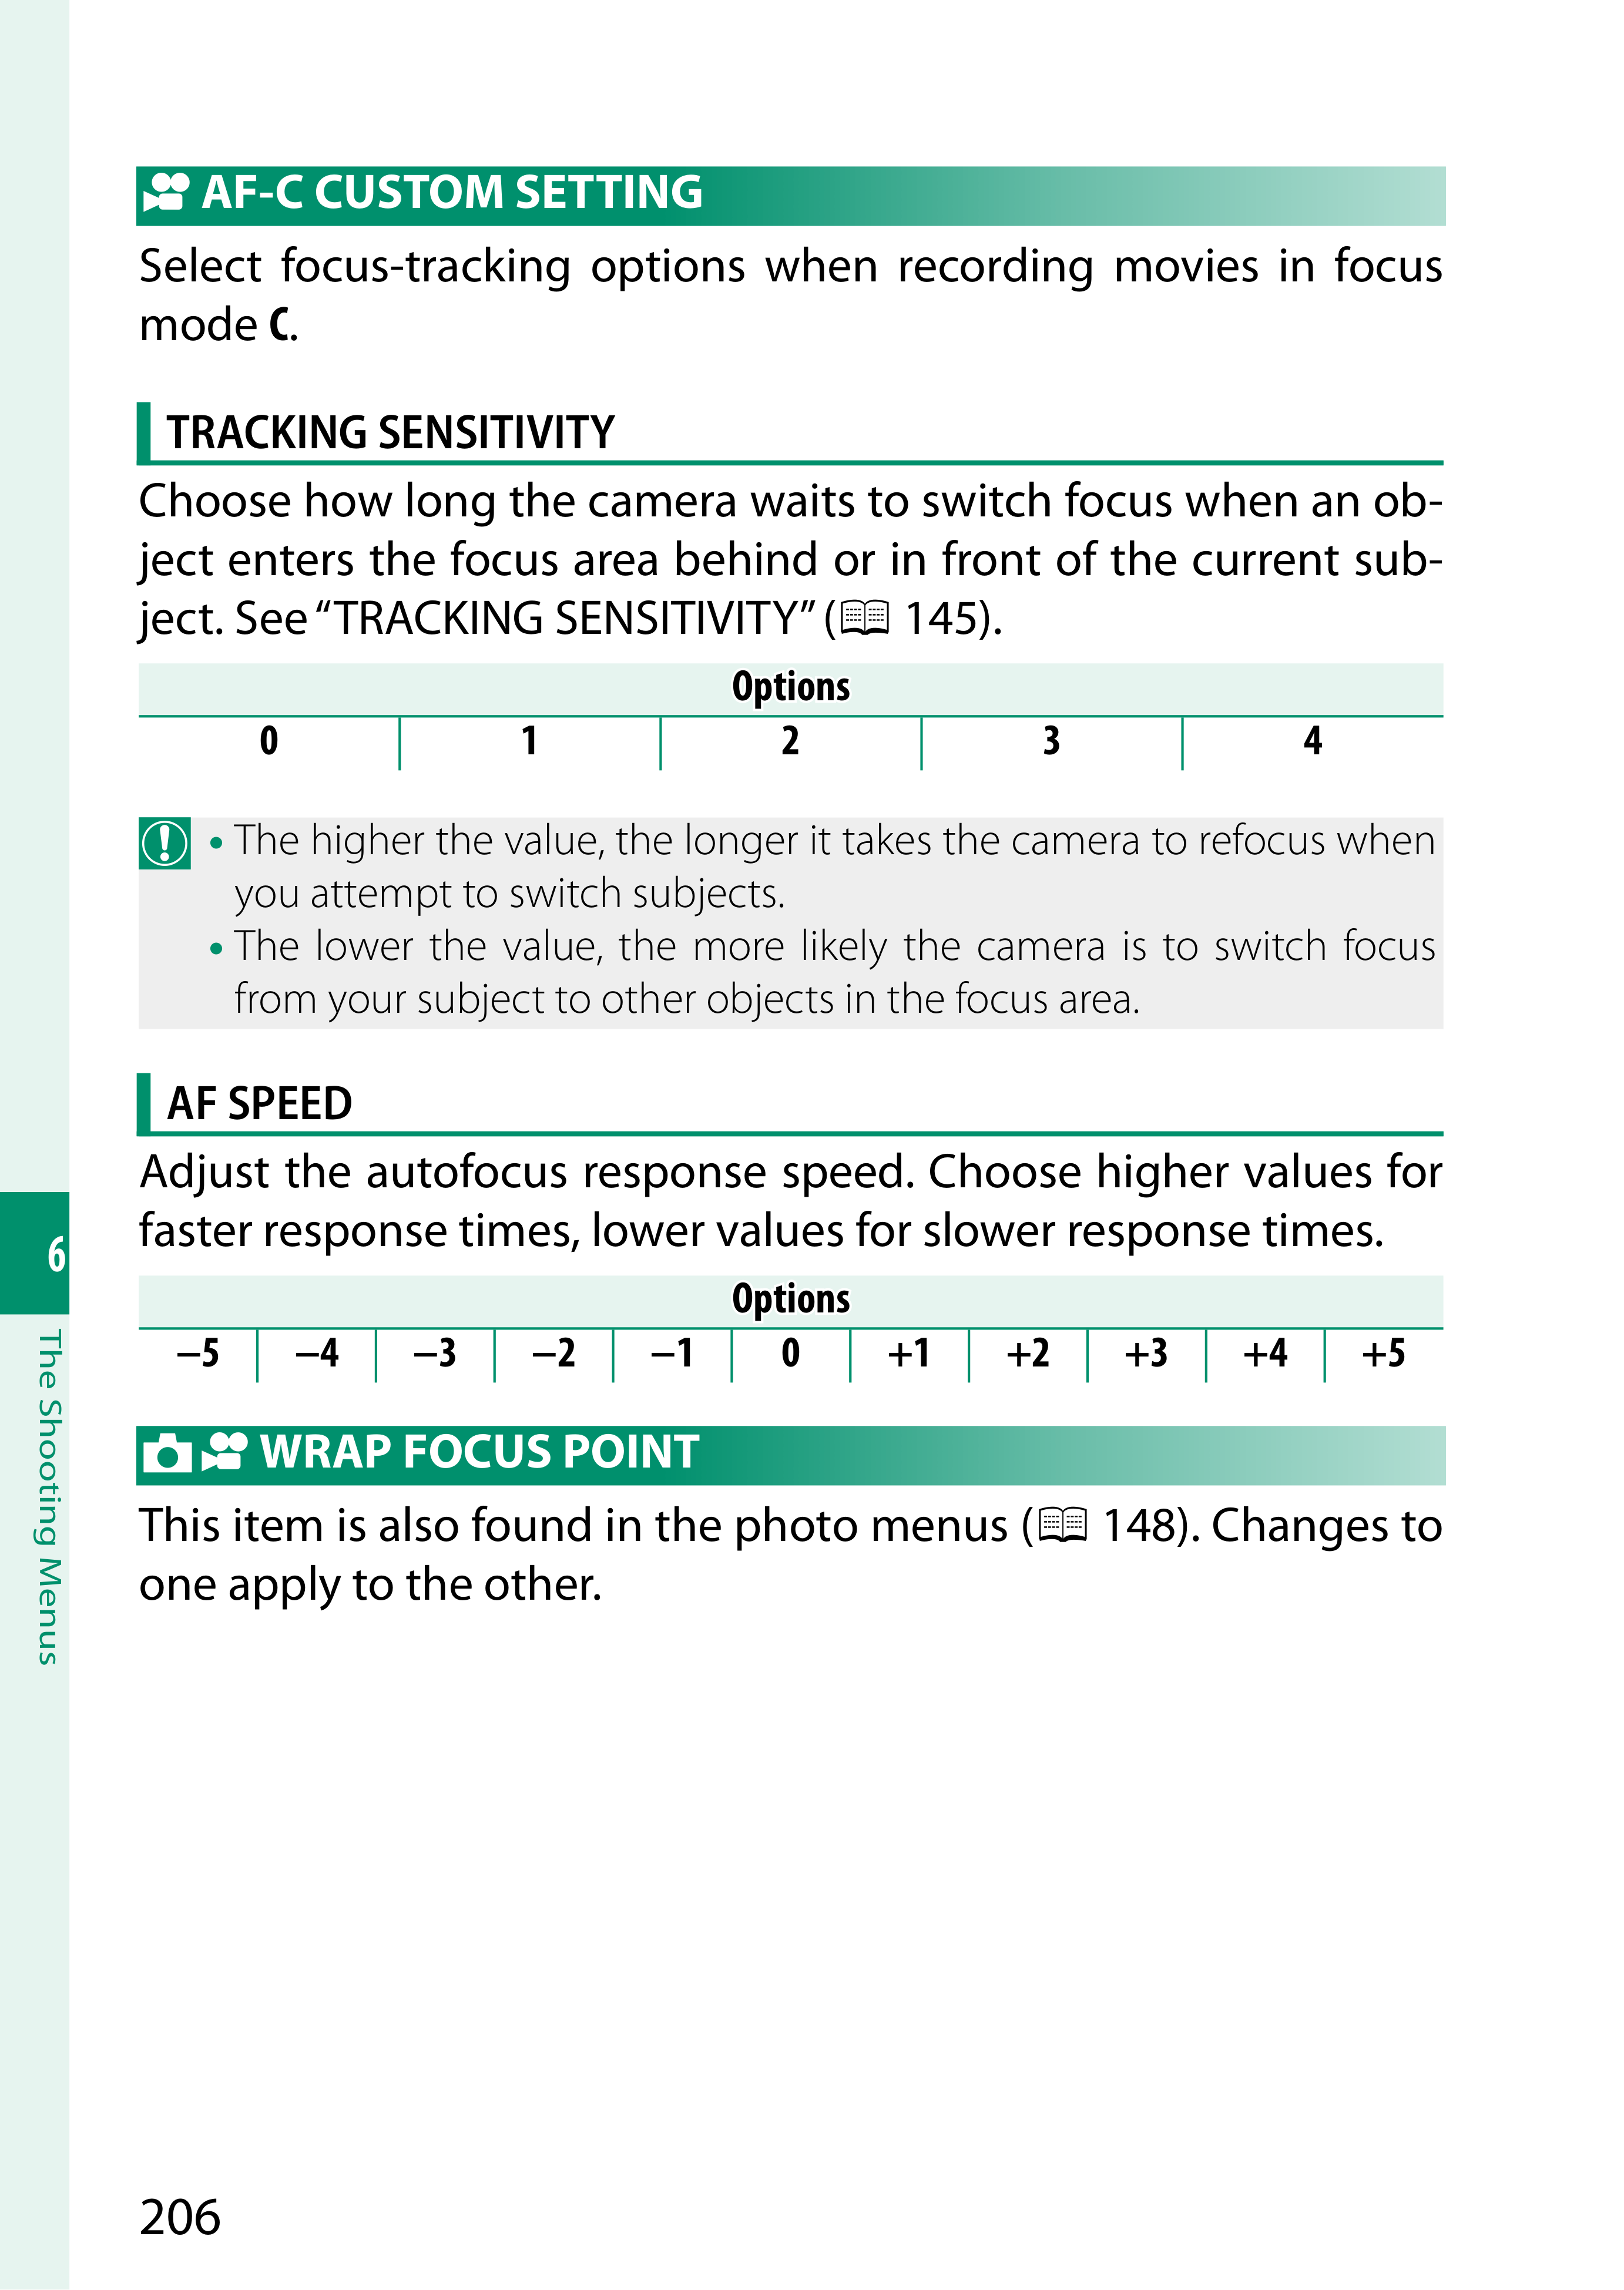 AF-C CUSTOM SETTING
Select focus-tracking options when recording movies in focus
mode C.
TRACKING SENSITIVITY
Choose how long the camera waits to switch focus when an ob-
ject enters the focus area behind or in front of the current sub-
ject. See “TRACKING SENSITIVITY” ( 145).
Options
0 1 2 3 4
• The higher the value, the longer it takes the camera to refocus when
you attempt to switch subjects.
• The lower the value, the more likely the camera is to switch focus
from your subject to other objects in the focus area.
AF SPEED
Adjust the autofocus response speed. Choose higher values for
faster response times, lower values for slower response times.
Options
−5 −4 −3 −2 −1 0 +1 +2 +3 +4 +5
WRAP FOCUS POINT
This item is also found in the photo menus ( 148). Changes to
one apply to the other.
6
The Shooting Menus
206